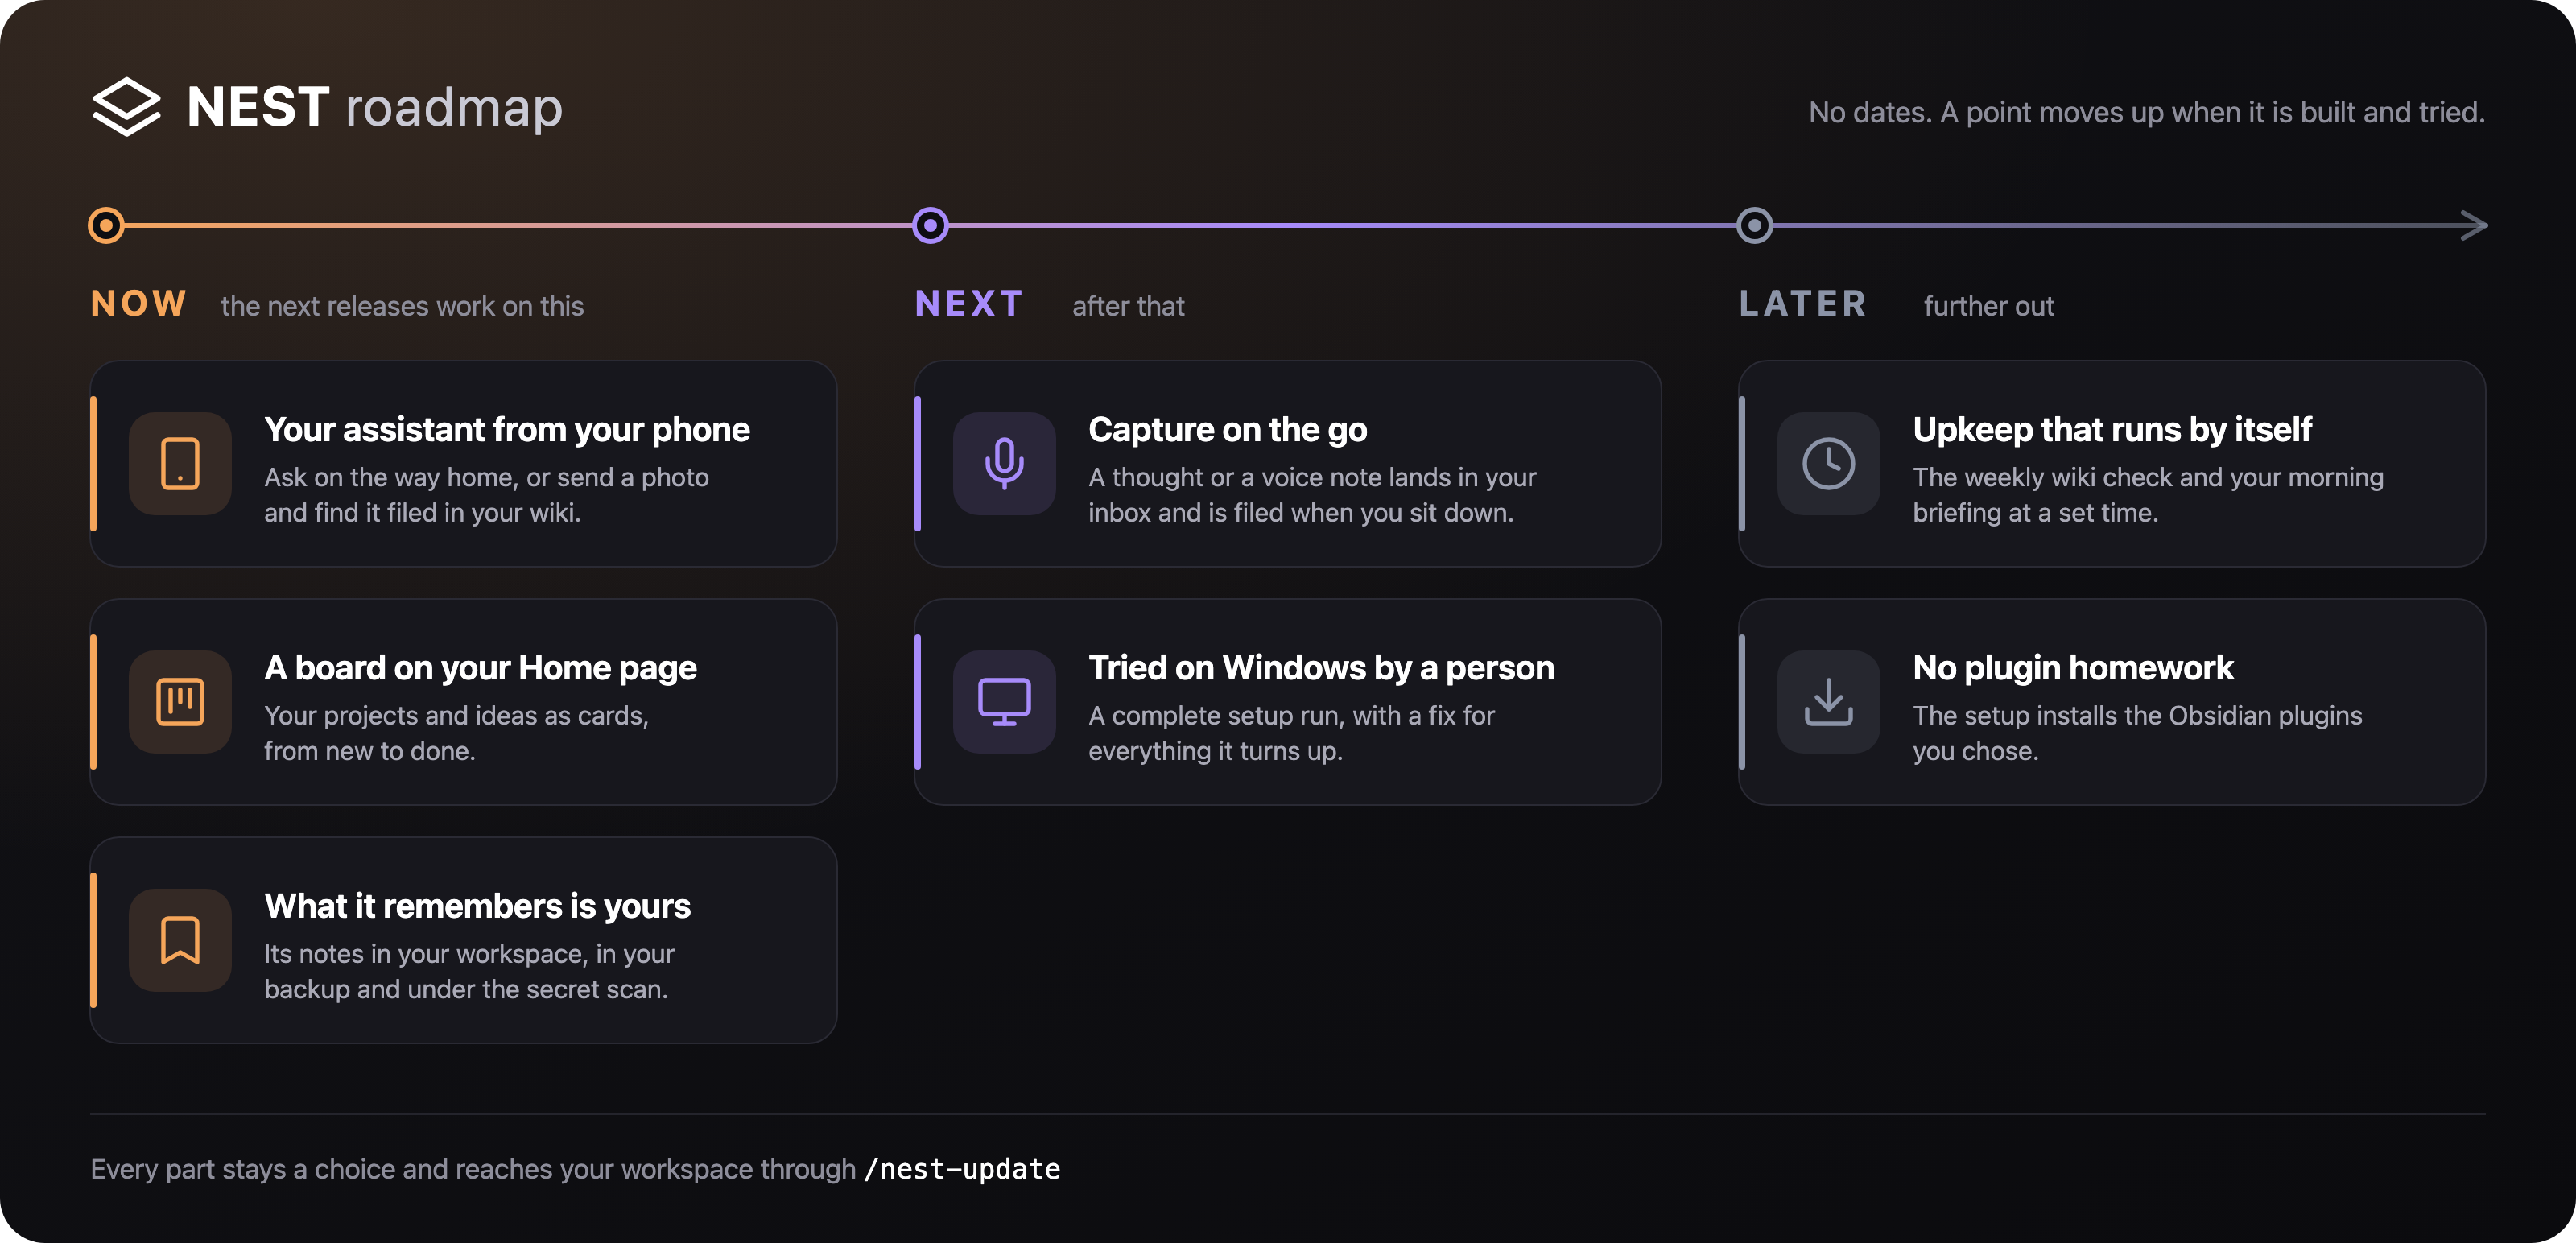 NEST roadmap
No dates. A point moves up when it is built and tried.
NOW the next releases work on this
Your assistant from your phone
Ask on the way home, or send a photo
and find it filed in your wiki.
A board on your Home page
Your projects and ideas as cards,
from new to done.
What it remembers is yours
Its notes in your workspace, in your
backup and under the secret scan.
NEXT after that
Capture on the go
A thought or a voice note lands in your
inbox and is filed when you sit down.
Tried on Windows by a person
A complete setup run, with a fix for
everything it turns up.
LATER further out
Upkeep that runs by itself
The weekly wiki check and your morning
briefing at a set time.
No plugin homework
The setup installs the Obsidian plugins
you chose.
Every part stays a choice and reaches your workspace through /nest-update